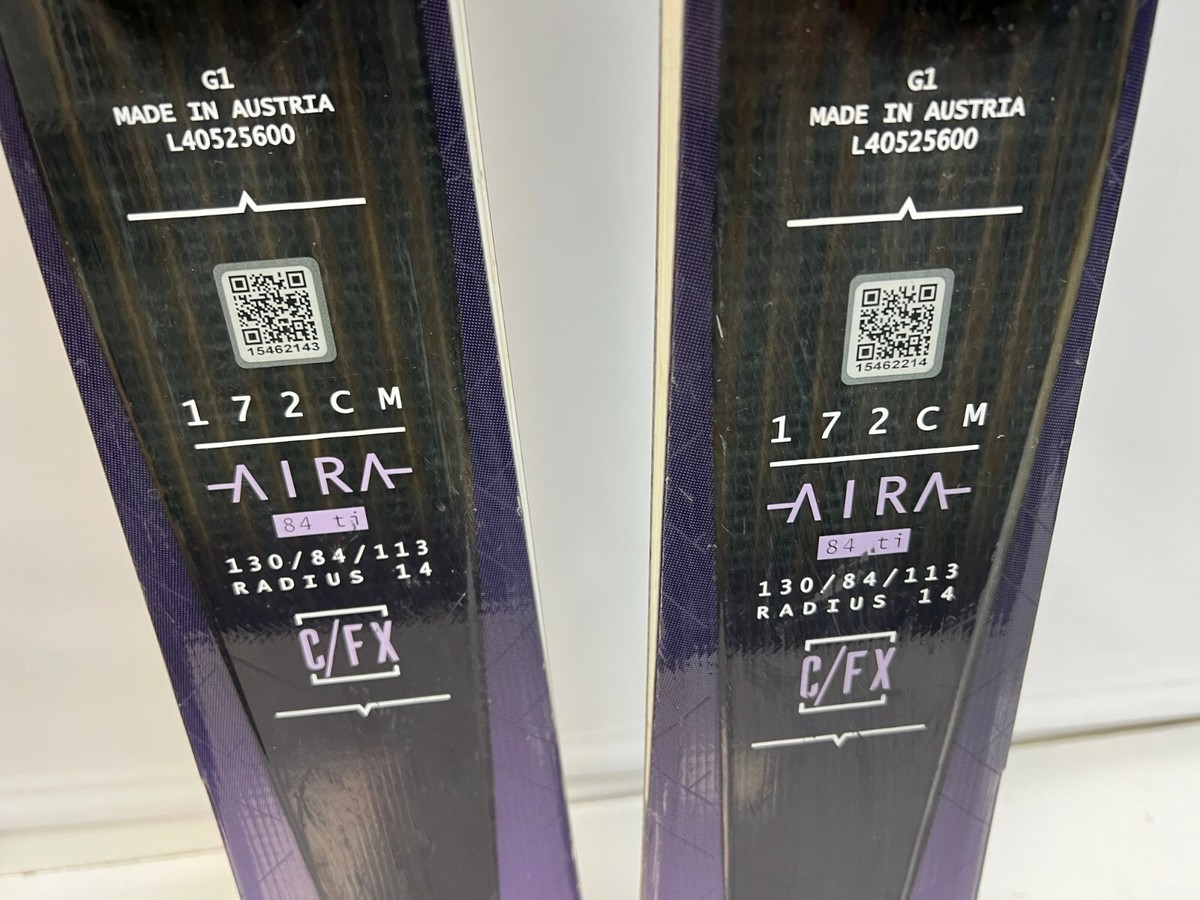 G1
MADE IN AUSTRIA
L40525600
15462143
172CM
AIRA
84 ti
130/84/113
RADIUS 14
C/FX
G1
MADE IN AUSTRIA
L40525600
15462214
172CM
AIRA
84 ti
130/84/113
RADIUS 14
C/FX